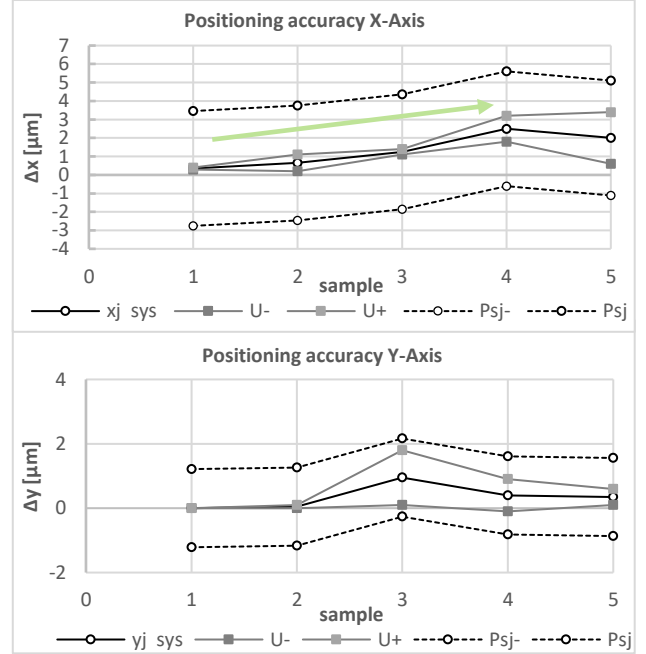 Positioning accuracy X-Axis
7
6
5
4
3
2
1
0
-1
-2
-3
-4
Δx [µm]
0 1 2 3 4 5
sample
xj sys U- U+ Psj- Psj
Positioning accuracy Y-Axis
4
2
0
-2
Δy [µm]
0 1 2 3 4 5
sample
yj sys U- U+ Psj- Psj